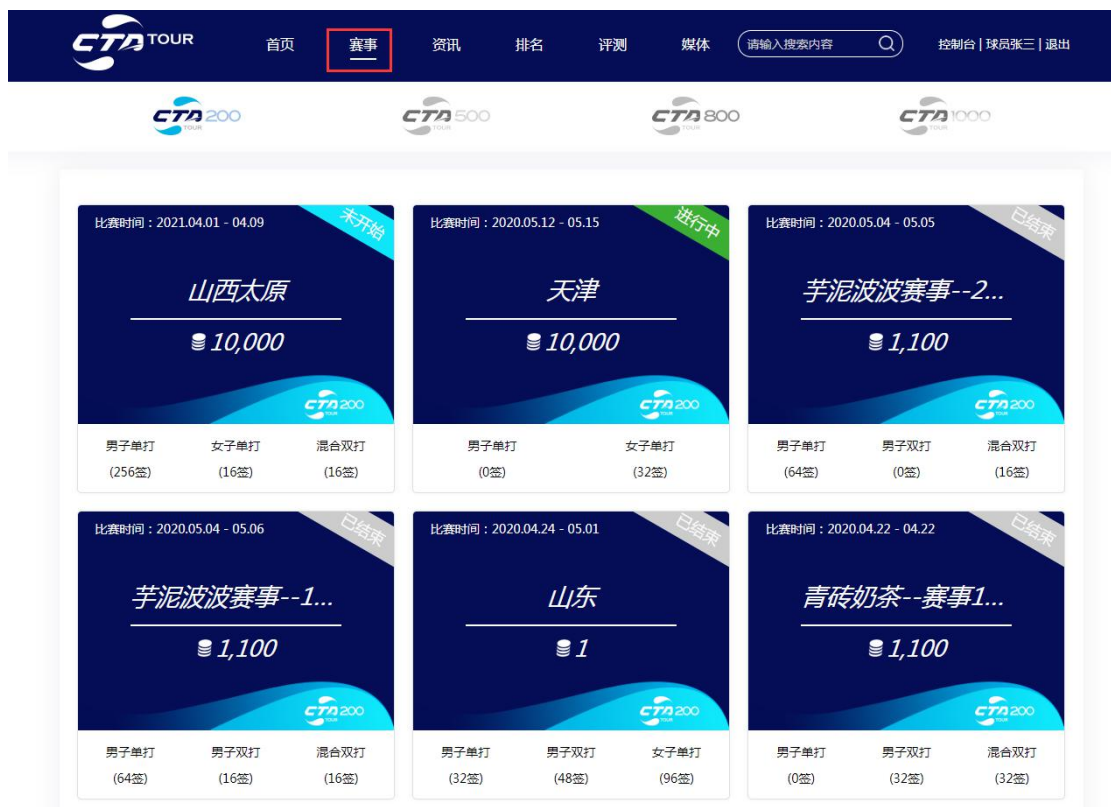 CTA TOUR 首页 赛事 资讯 排名 评测 媒体 请输入搜索内容 控制台 | 球员张三 | 退出
CTA 200 TOUR CTA 500 TOUR CTA 800 TOUR CTA 1000 TOUR
比赛时间：2021.04.01 - 04.09
未开始
山西太原
10,000
CTA 200 TOUR
男子单打 女子单打 混合双打
(256签) (16签) (16签)
比赛时间：2020.05.12 - 05.15
进行中
天津
10,000
CTA 200 TOUR
男子单打 女子单打
(0签) (32签)
比赛时间：2020.05.04 - 05.05
已结束
芋泥波波赛事--2...
1,100
CTA 200 TOUR
男子单打 男子双打 混合双打
(64签) (0签) (16签)
比赛时间：2020.05.04 - 05.06
已结束
芋泥波波赛事--1...
1,100
CTA 200 TOUR
男子单打 男子双打 混合双打
(64签) (16签) (16签)
比赛时间：2020.04.24 - 05.01
已结束
山东
1
CTA 200 TOUR
男子单打 男子双打 女子单打
(32签) (48签) (96签)
比赛时间：2020.04.22 - 04.22
已结束
青砖奶茶--赛事1...
1,100
CTA 200 TOUR
男子单打 男子双打 混合双打
(0签) (32签) (32签)